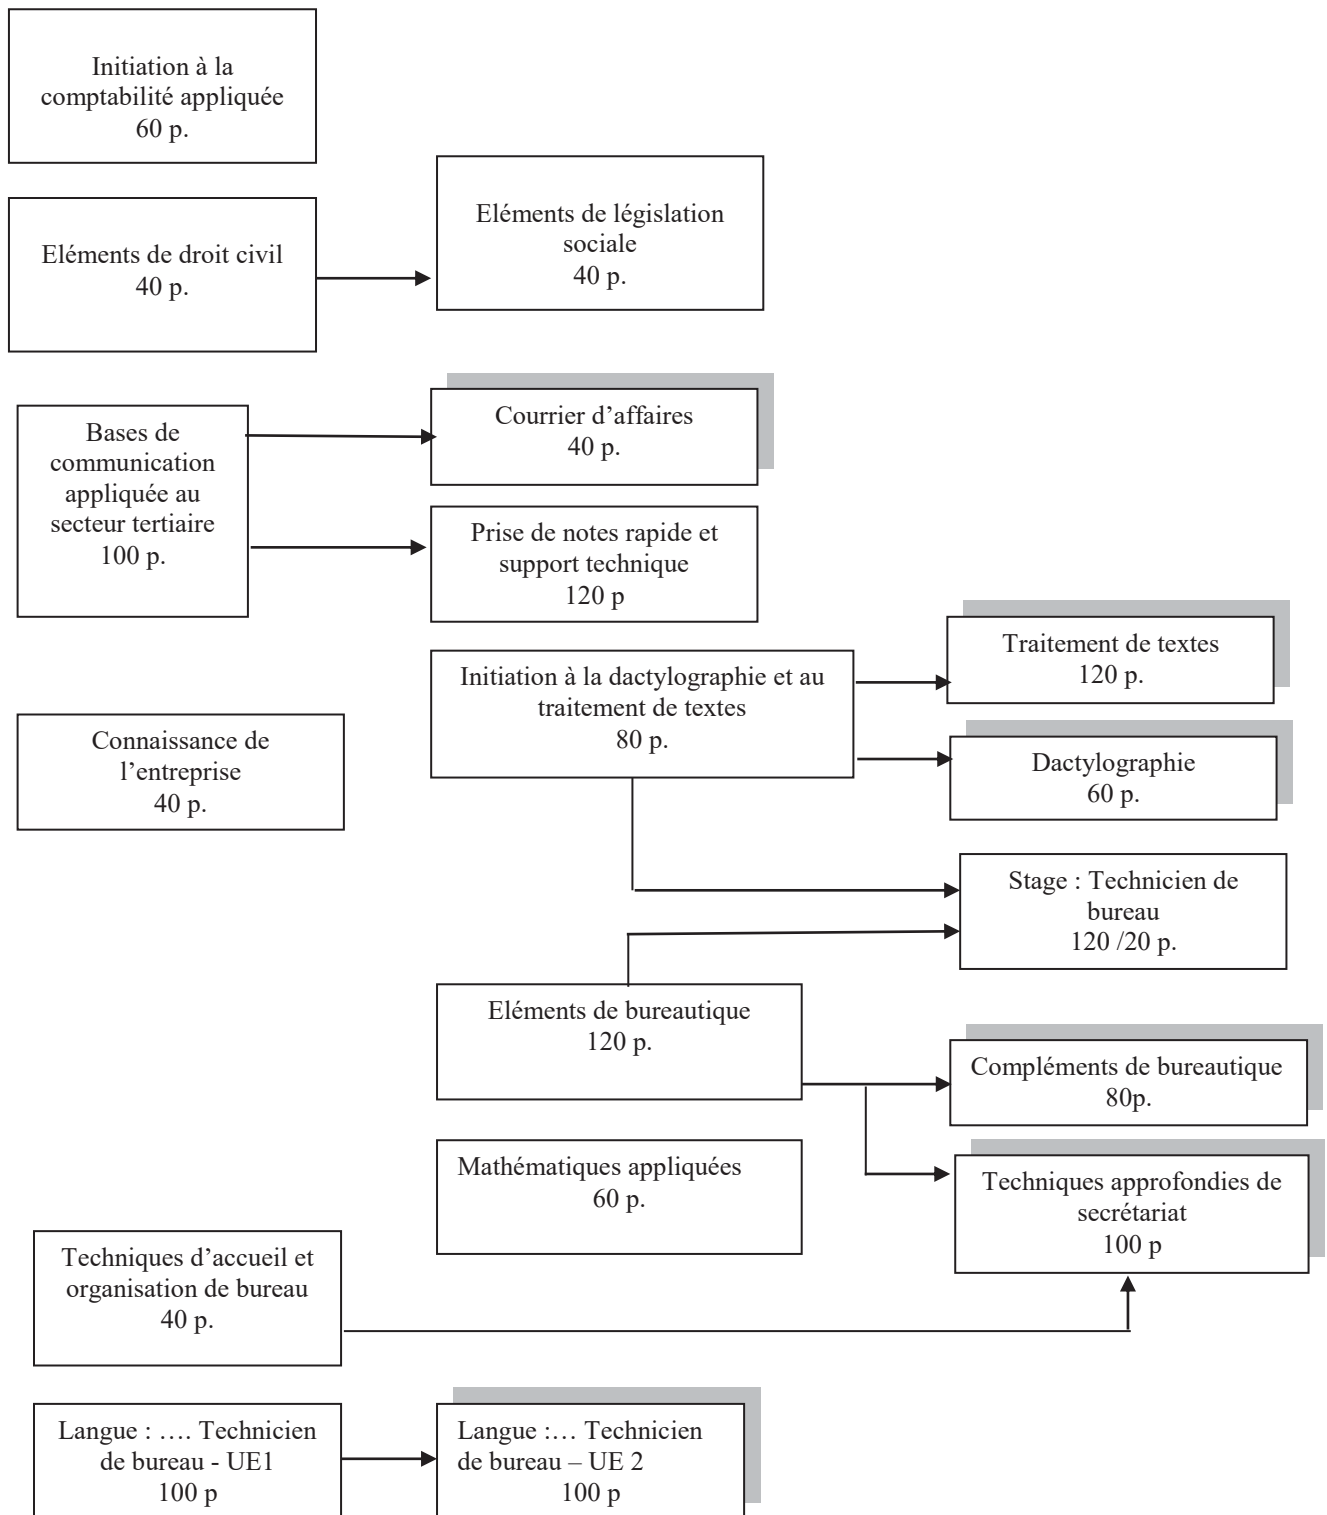 Initiation à la
comptabilité appliquée
60 p.
Eléments de droit civil
40 p.
Eléments de législation
sociale
40 p.
Bases de
communication
appliquée au
secteur tertiaire
100 p.
Courrier d’affaires
40 p.
Prise de notes rapide et
support technique
120 p
Initiation à la dactylographie et au
traitement de textes
80 p.
Traitement de textes
120 p.
Dactylographie
60 p.
Connaissance de
l’entreprise
40 p.
Stage : Technicien de
bureau
120 /20 p.
Eléments de bureautique
120 p.
Compléments de bureautique
80p.
Mathématiques appliquées
60 p.
Techniques approfondies de
secrétariat
100 p
Techniques d’accueil et
organisation de bureau
40 p.
Langue : …. Technicien
de bureau - UE1
100 p
Langue :… Technicien
de bureau – UE 2
100 p